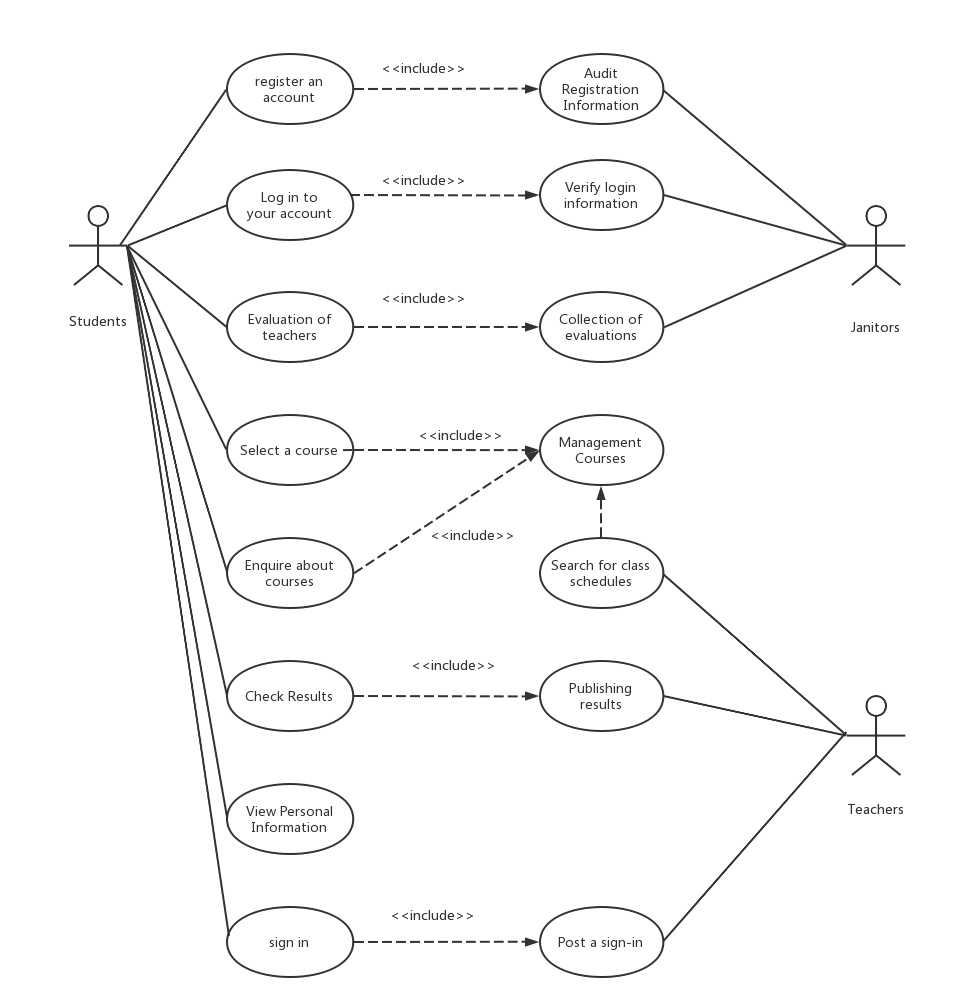 register an
account
<<include>>
Audit
Registration
Information
Log in to
your account
<<include>>
Verify login
information
Students
Evaluation of
teachers
<<include>>
Collection of
evaluations
Janitors
Select a course
<<include>>
Management
Courses
Enquire about
courses
<<include>>
Search for class
schedules
Check Results
<<include>>
Publishing
results
View Personal
Information
Teachers
sign in
<<include>>
Post a sign-in